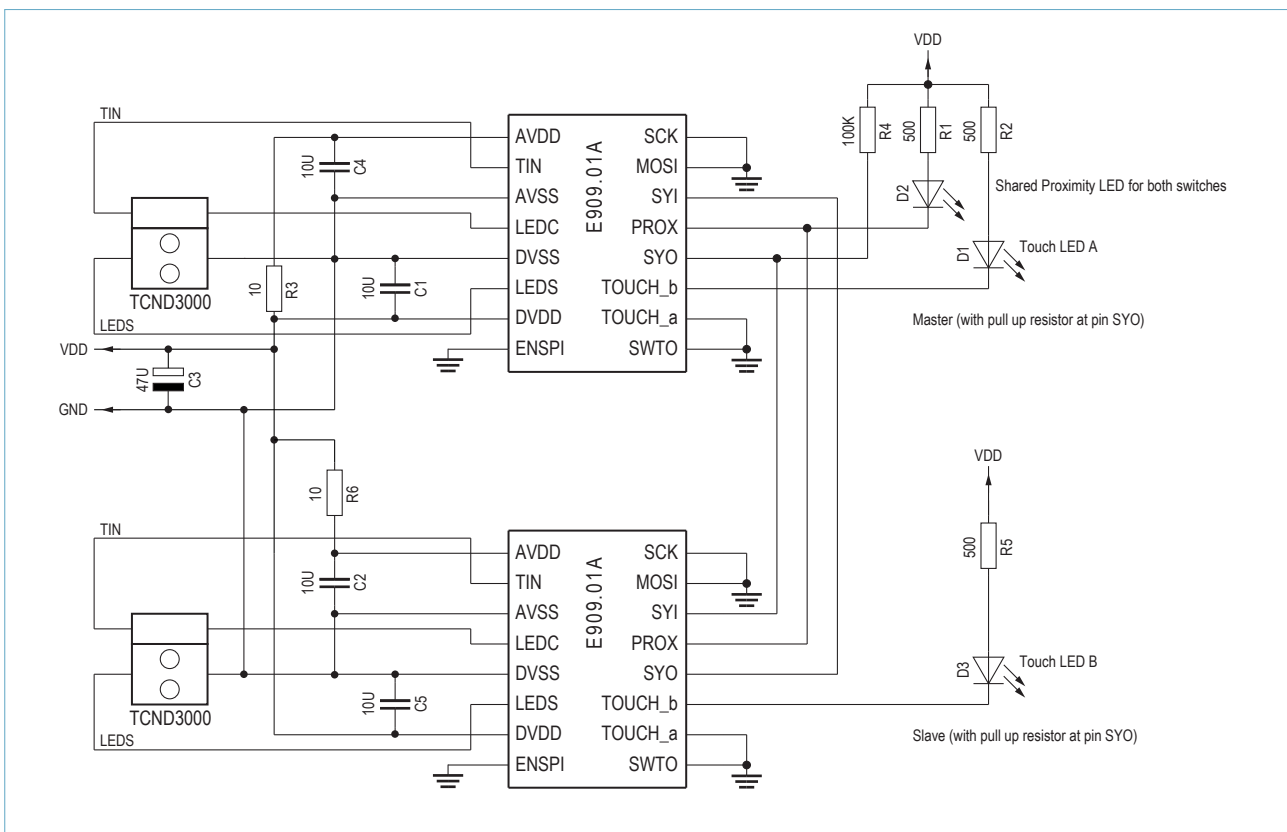 VDD
TIN
10U
C4
AVDD
TIN
AVSS
LEDC
DVSS
LEDS
DVDD
ENSPI
E909.01A
SCK
MOSI
SYI
PROX
SYO
TOUCH_b
TOUCH_a
SWTO
100K
R4
500
R1
500
R2
D2
Shared Proximity LED for both switches
D1
Touch LED A
Master (with pull up resistor at pin SYO)
TCND3000
10
R3
10U
C1
LEDS
VDD
47U
C3
GND
10
R6
TIN
10U
C2
AVDD
TIN
AVSS
LEDC
DVSS
LEDS
DVDD
ENSPI
E909.01A
SCK
MOSI
SYI
PROX
SYO
TOUCH_b
TOUCH_a
SWTO
VDD
500
R5
D3
Touch LED B
Slave (with pull up resistor at pin SYO)
TCND3000
10U
C5
LEDS